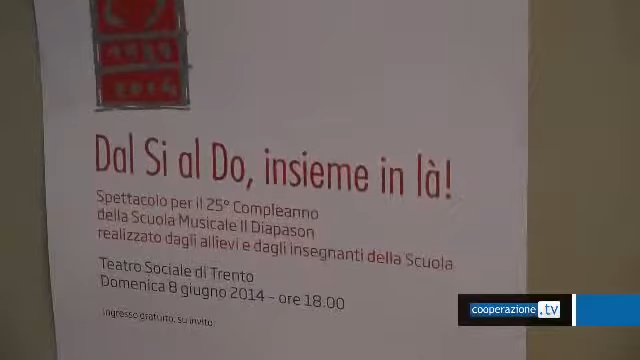 1989
2014
Dal Si al Do, insieme in là!
Spettacolo per il 25° Compleanno
della Scuola Musicale Il Diapason
realizzato dagli allievi e dagli insegnanti della Scuola
Teatro Sociale di Trento
Domenica 8 giugno 2014 - ore 18.00
Ingresso gratuito, su invito
cooperazione.tv